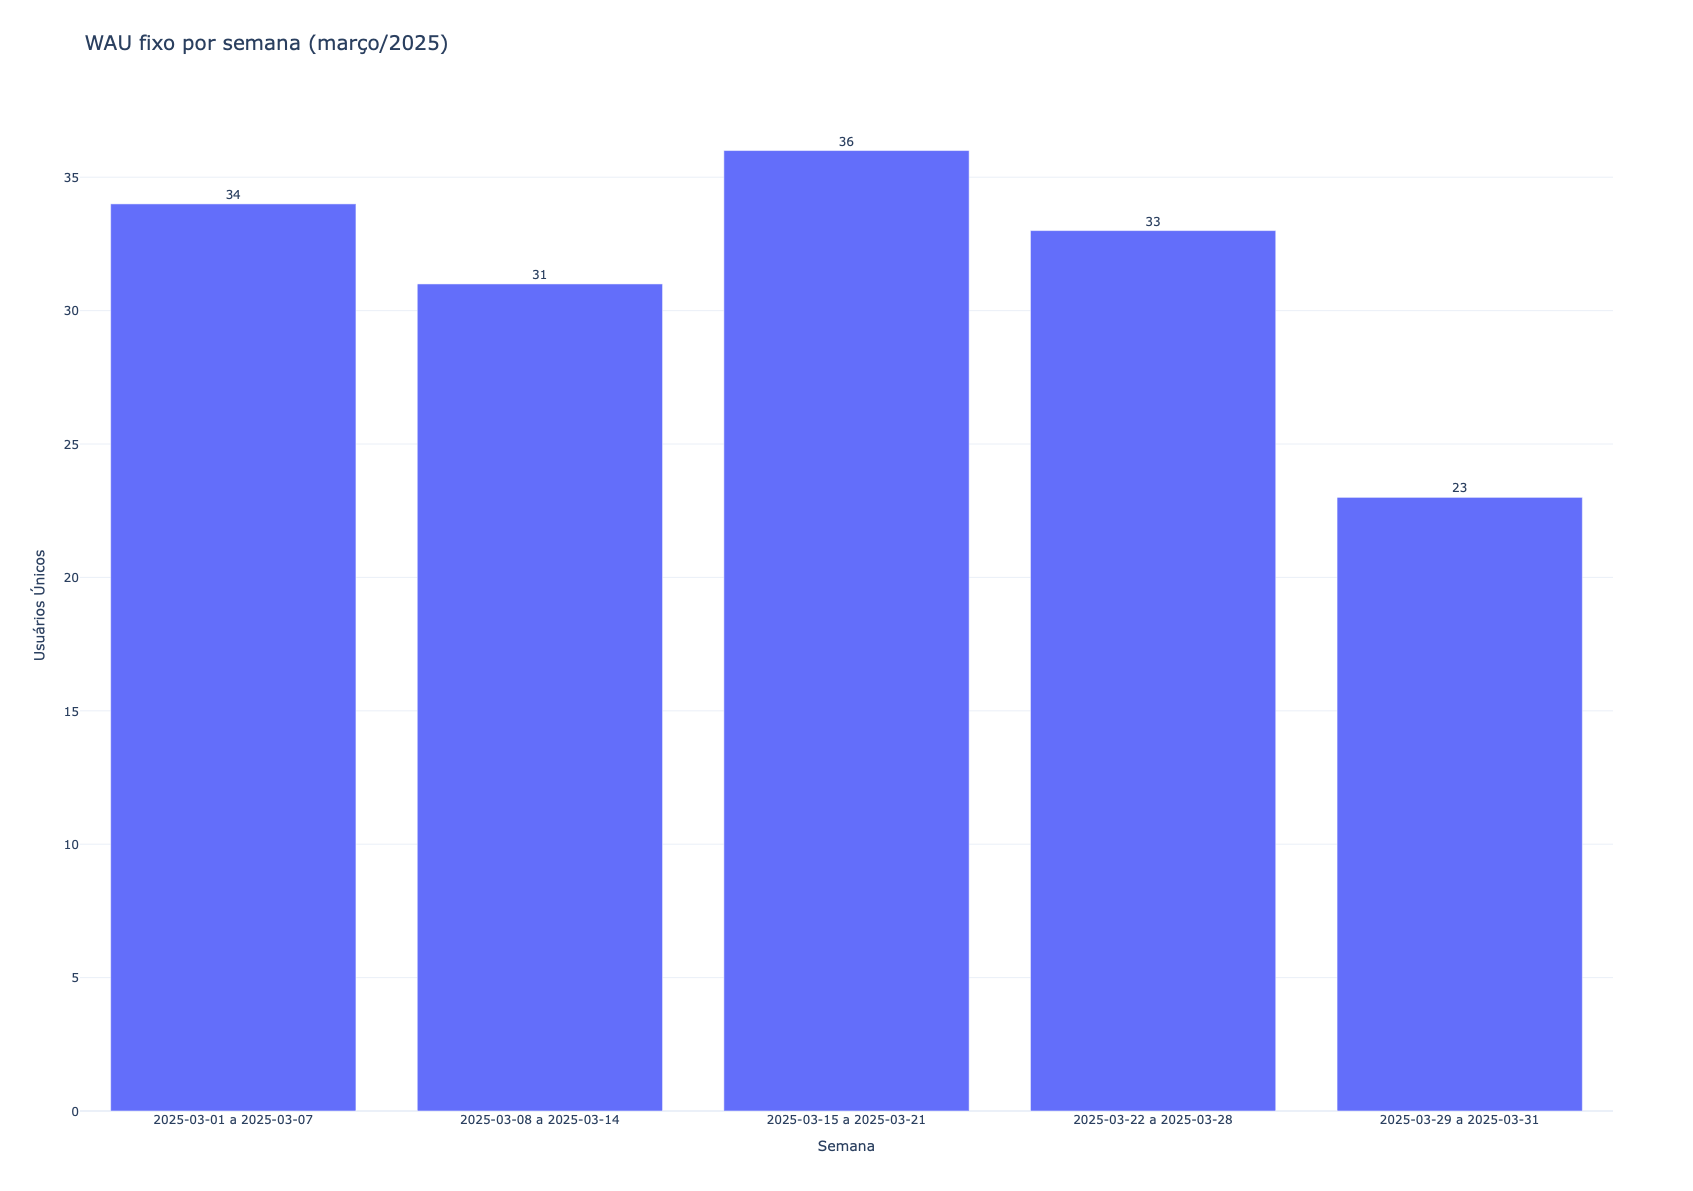 WAU fixo por semana (março/2025)
36
35
34
33
31
30
25
23
20
Usuários Únicos
15
10
5
0
2025-03-01 a 2025-03-07
2025-03-08 a 2025-03-14
2025-03-15 a 2025-03-21
2025-03-22 a 2025-03-28
2025-03-29 a 2025-03-31
Semana